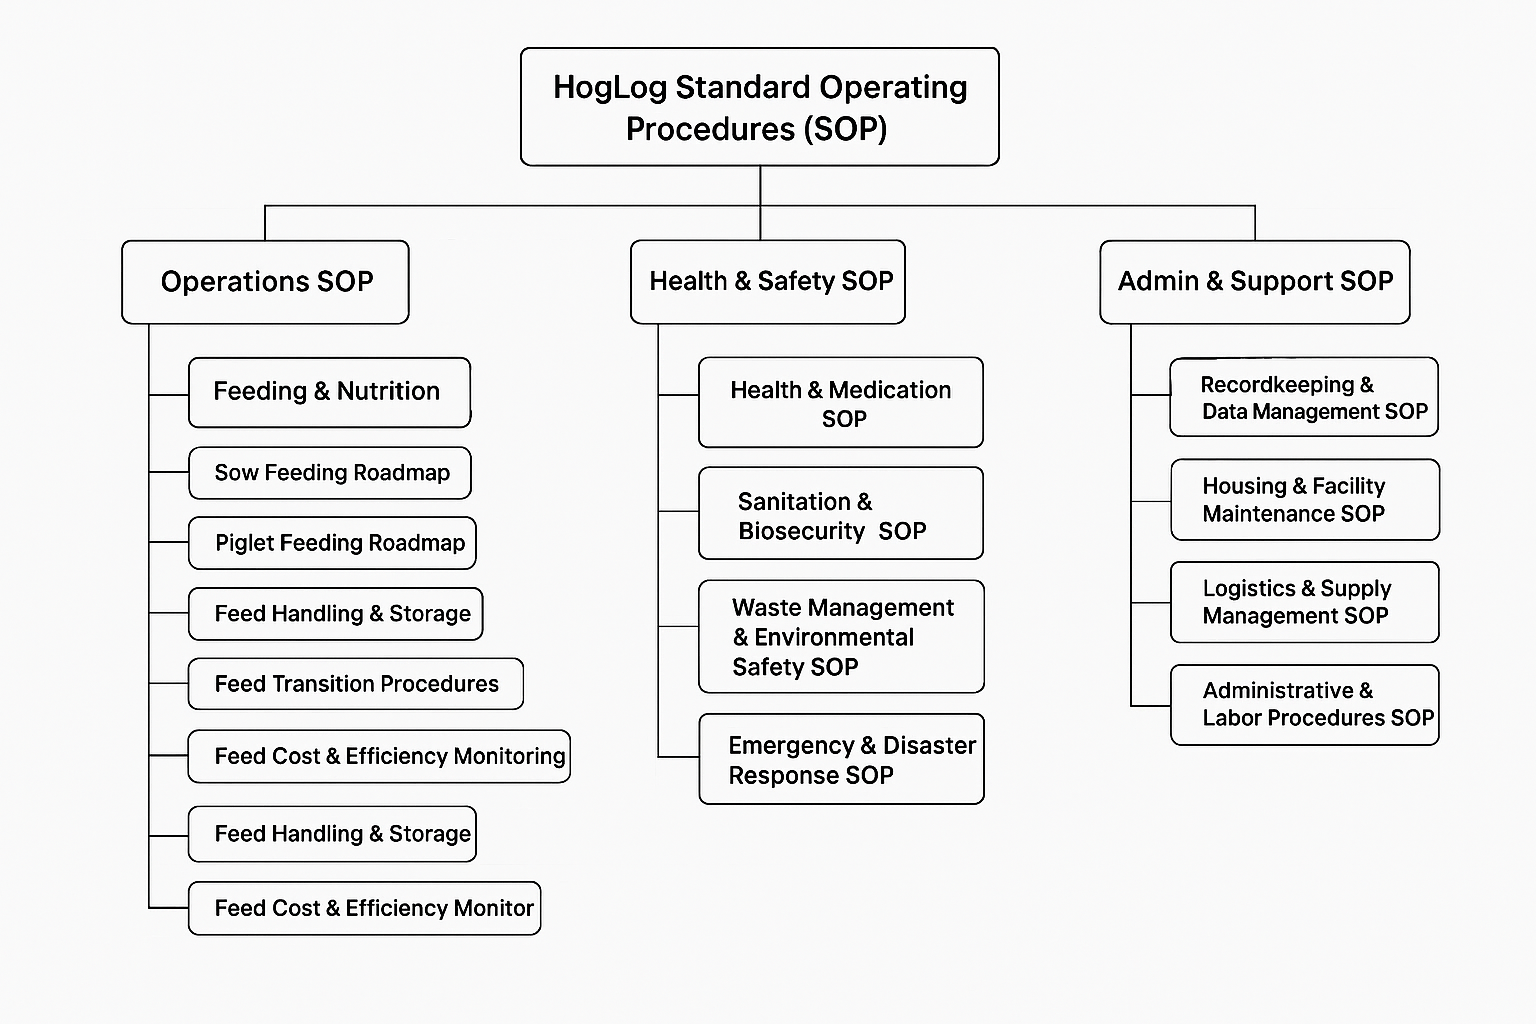 HogLog Standard Operating
Procedures (SOP)
Operations SOP
Feeding & Nutrition
Sow Feeding Roadmap
Piglet Feeding Roadmap
Feed Handling & Storage
Feed Transition Procedures
Feed Cost & Efficiency Monitoring
Feed Handling & Storage
Feed Cost & Efficiency Monitor
Health & Safety SOP
Health & Medication
SOP
Sanitation &
Biosecurity SOP
Waste Management
& Environmental
Safety SOP
Emergency & Disaster
Response SOP
Admin & Support SOP
Recordkeeping &
Data Management SOP
Housing & Facility
Maintenance SOP
Logistics & Supply
Management SOP
Administrative &
Labor Procedures SOP